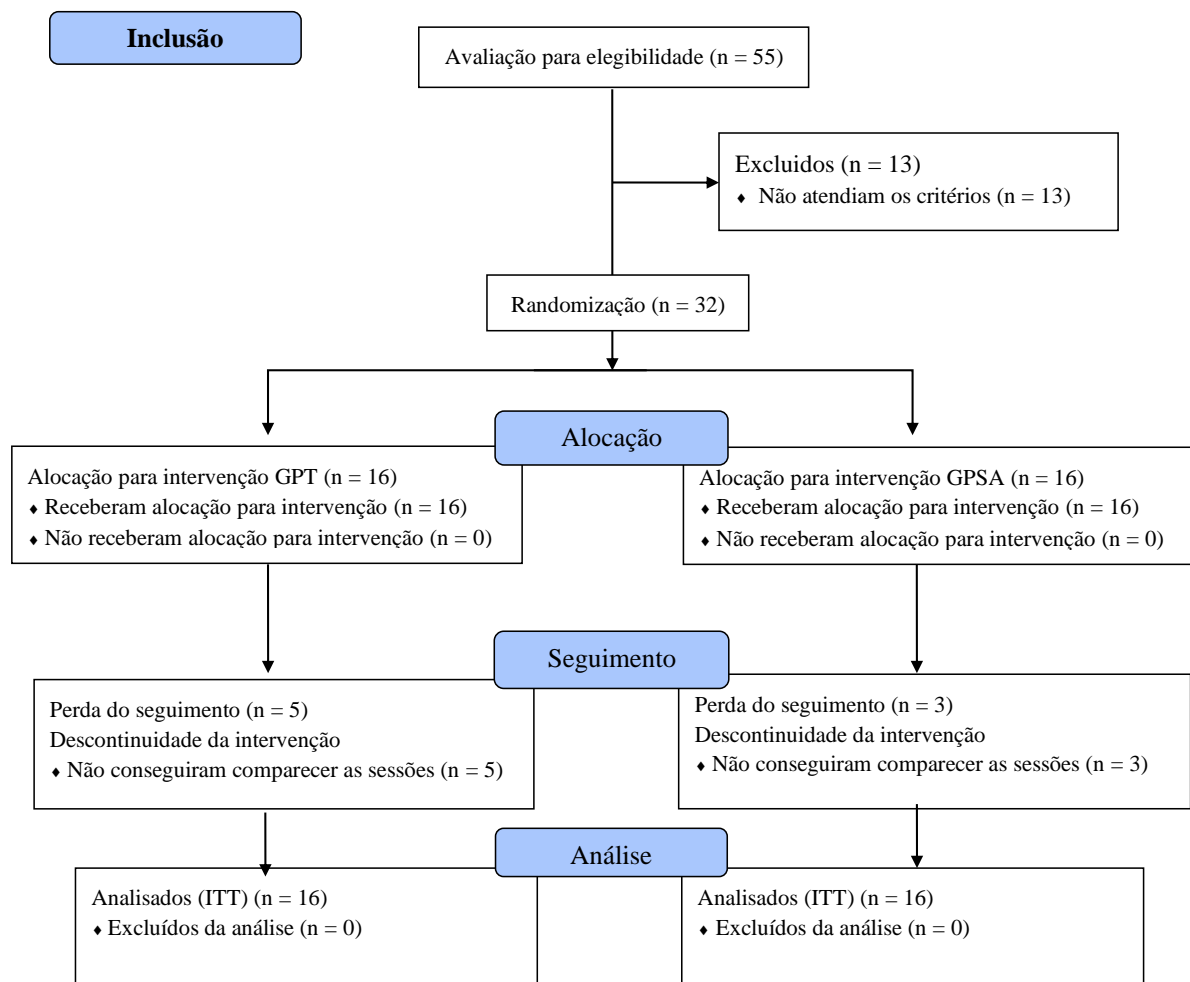 Inclusão
Avaliação para elegibilidade (n = 55)
Excluidos (n = 13)
♦ Não atendiam os critérios (n = 13)
Randomização (n = 32)
Alocação
Alocação para intervenção GPT (n = 16)
♦ Receberam alocação para intervenção (n = 16)
♦ Não receberam alocação para intervenção (n = 0)
Alocação para intervenção GPSA (n = 16)
♦ Receberam alocação para intervenção (n = 16)
♦ Não receberam alocação para intervenção (n = 0)
Seguimento
Perda do seguimento (n = 5)
Descontinuidade da intervenção
♦ Não conseguiram comparecer as sessões (n = 5)
Perda do seguimento (n = 3)
Descontinuidade da intervenção
♦ Não conseguiram comparecer as sessões (n = 3)
Análise
Analisados (ITT) (n = 16)
♦ Excluídos da análise (n = 0)
Analisados (ITT) (n = 16)
♦ Excluídos da análise (n = 0)